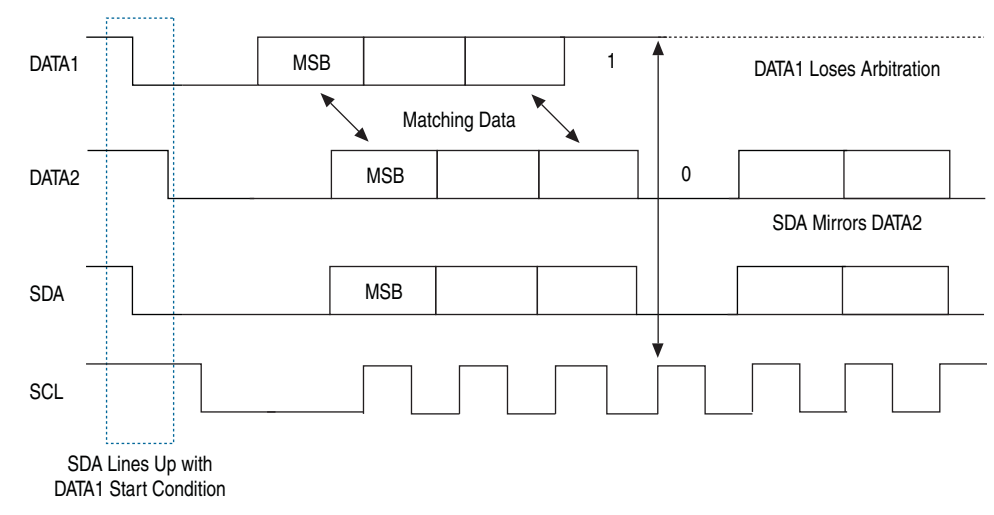 DATA1
MSB
1
DATA1 Loses Arbitration
Matching Data
DATA2
MSB
0
SDA Mirrors DATA2
SDA
MSB
SCL
SDA Lines Up with
DATA1 Start Condition